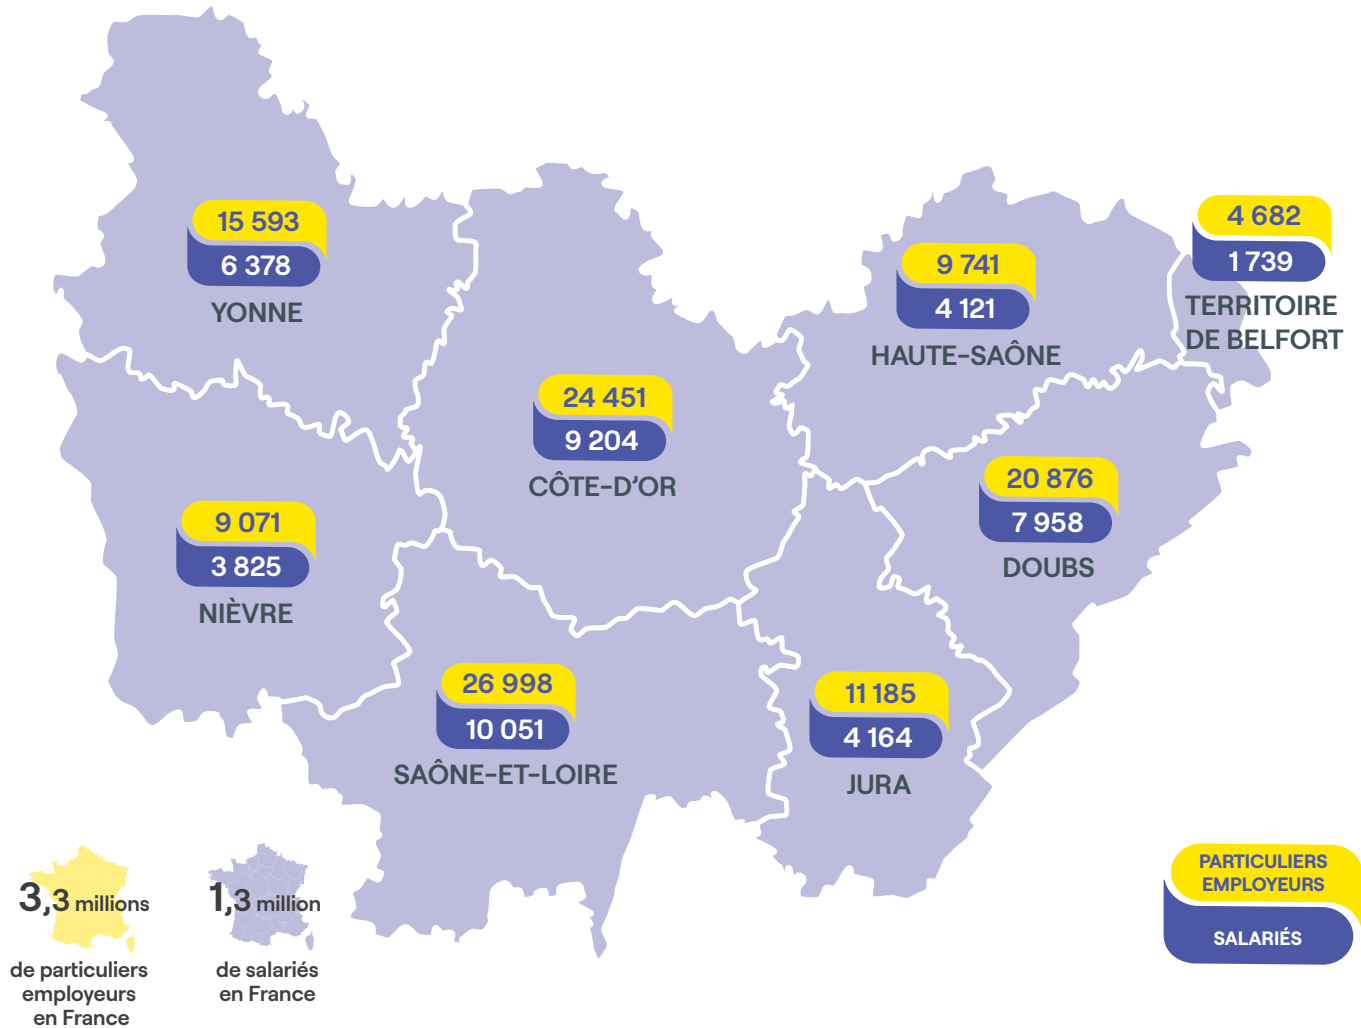 15 593
6 378
YONNE
4 682
1 739
TERRITOIRE
DE BELFORT
9 741
4 121
HAUTE-SAÔNE
24 451
9 204
CÔTE-D’OR
20 876
7 958
DOUBS
9 071
3 825
NIÈVRE
26 998
10 051
SAÔNE-ET-LOIRE
11 185
4 164
JURA
3,3 millions
de particuliers
employeurs
en France
1,3 million
de salariés
en France
PARTICULIERS
EMPLOYEURS
SALARIÉS